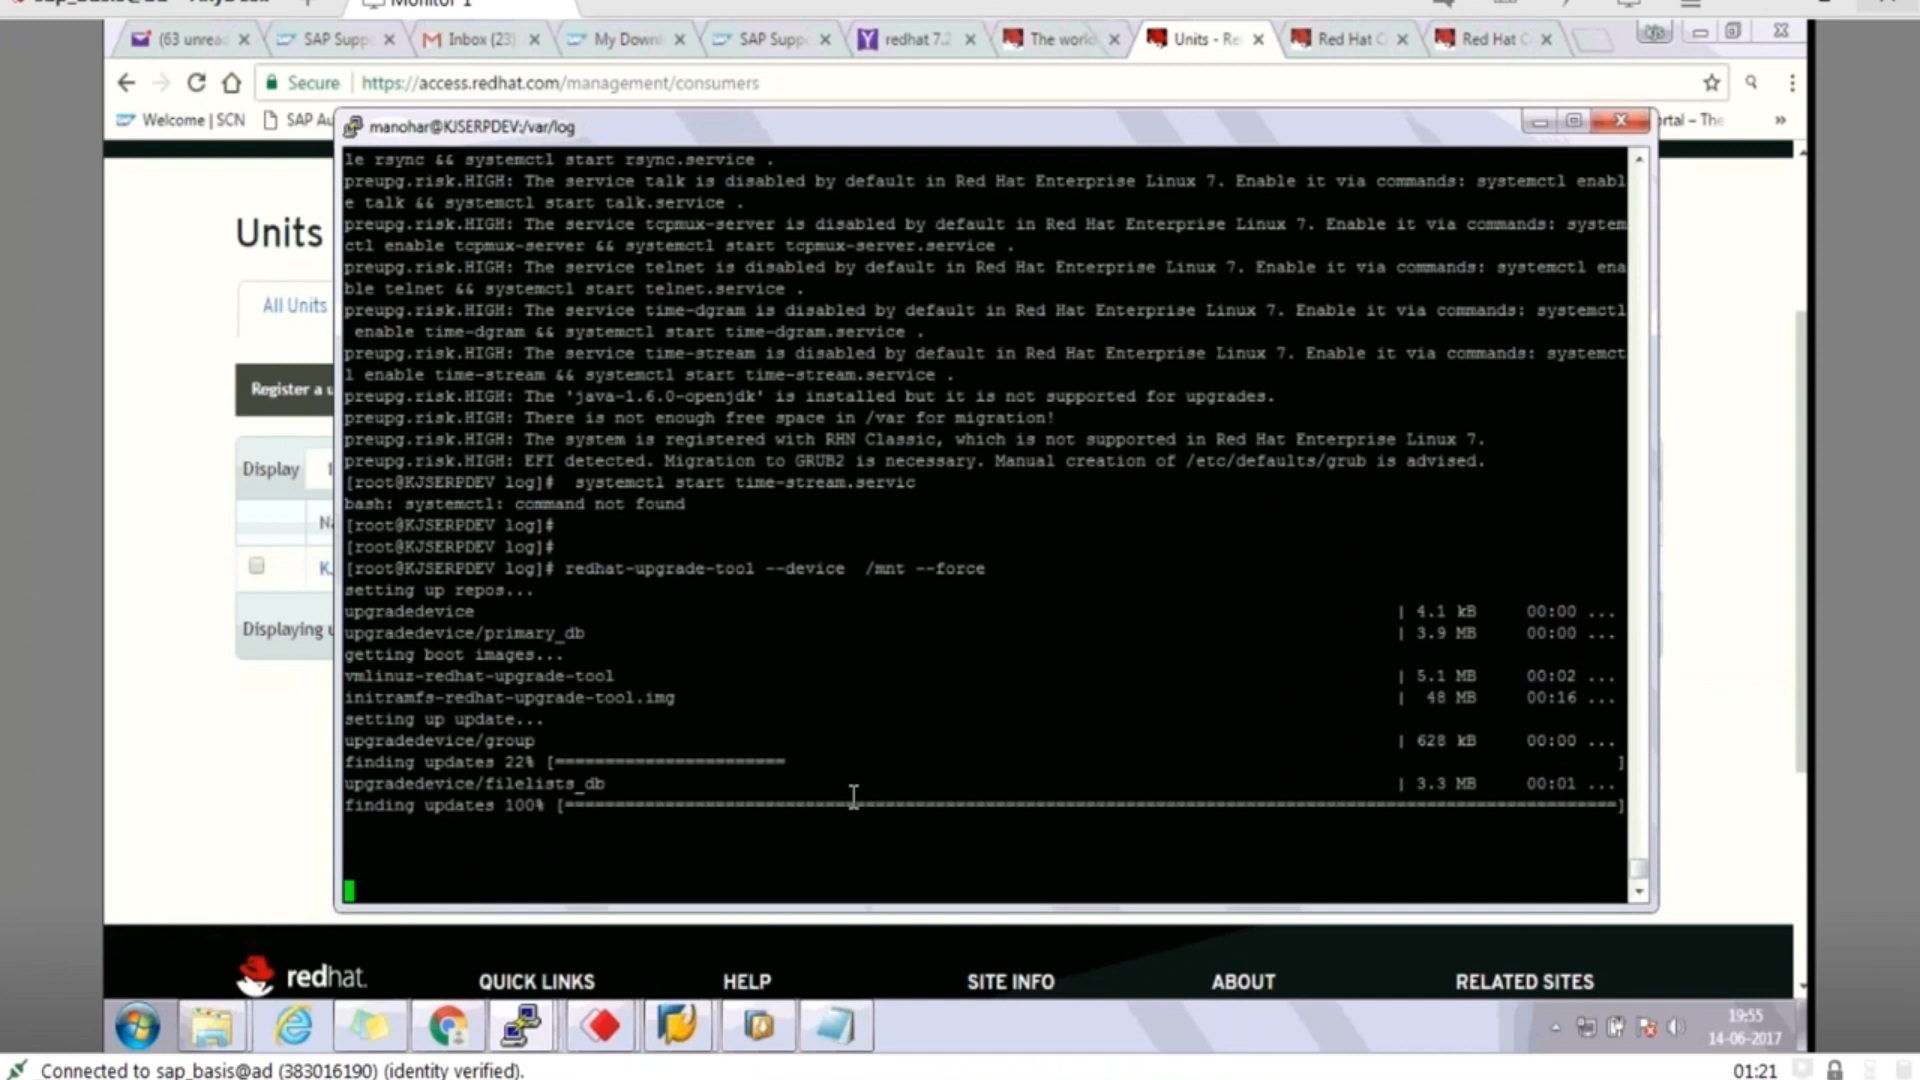 Monitor 1
(63 unread
SAP Supp
Inbox (23)
My Downl
SAP Supp
redhat 7.2
The world
Units - Re
Red Hat C
Red Hat C
Secure
https://access.redhat.com/management/consumers
Welcome | SCN
SAP Au
rtal – The
»
manohar@KJSERPDEV:/var/log
le rsync && systemctl start rsync.service .
preupg.risk.HIGH: The service talk is disabled by default in Red Hat Enterprise Linux 7. Enable it via commands: systemctl enabl
e talk && systemctl start talk.service .
preupg.risk.HIGH: The service tcpmux-server is disabled by default in Red Hat Enterprise Linux 7. Enable it via commands: system
ctl enable tcpmux-server && systemctl start tcpmux-server.service .
preupg.risk.HIGH: The service telnet is disabled by default in Red Hat Enterprise Linux 7. Enable it via commands: systemctl ena
ble telnet && systemctl start telnet.service .
preupg.risk.HIGH: The service time-dgram is disabled by default in Red Hat Enterprise Linux 7. Enable it via commands: systemctl
enable time-dgram && systemctl start time-dgram.service .
preupg.risk.HIGH: The service time-stream is disabled by default in Red Hat Enterprise Linux 7. Enable it via commands: systemct
l enable time-stream && systemctl start time-stream.service .
preupg.risk.HIGH: The 'java-1.6.0-openjdk' is installed but it is not supported for upgrades.
preupg.risk.HIGH: There is not enough free space in /var for migration!
preupg.risk.HIGH: The system is registered with RHN Classic, which is not supported in Red Hat Enterprise Linux 7.
preupg.risk.HIGH: EFI detected. Migration to GRUB2 is necessary. Manual creation of /etc/defaults/grub is advised.
[root@KJSERPDEV log]#  systemctl start time-stream.servic
bash: systemctl: command not found
[root@KJSERPDEV log]#
[root@KJSERPDEV log]#
[root@KJSERPDEV log]# redhat-upgrade-tool --device  /mnt --force
setting up repos...
upgradedevice | 4.1 kB 00:00 ...
upgradedevice/primary_db | 3.9 MB 00:00 ...
getting boot images...
vmlinuz-redhat-upgrade-tool | 5.1 MB 00:02 ...
initramfs-redhat-upgrade-tool.img | 48 MB 00:16 ...
setting up update...
upgradedevice/group | 628 kB 00:00 ...
finding updates 22% [======================= ]
upgradedevice/filelists_db | 3.3 MB 00:01 ...
finding updates 100% [=========================================================================================================]
Units
All Units
Register a u
Display 1
Na
K.
Displaying u
redhat.
QUICK LINKS
HELP
SITE INFO
ABOUT
RELATED SITES
19:55
14-06-2017
Connected to sap_basis@ad (383016190) (identity verified).
01:21